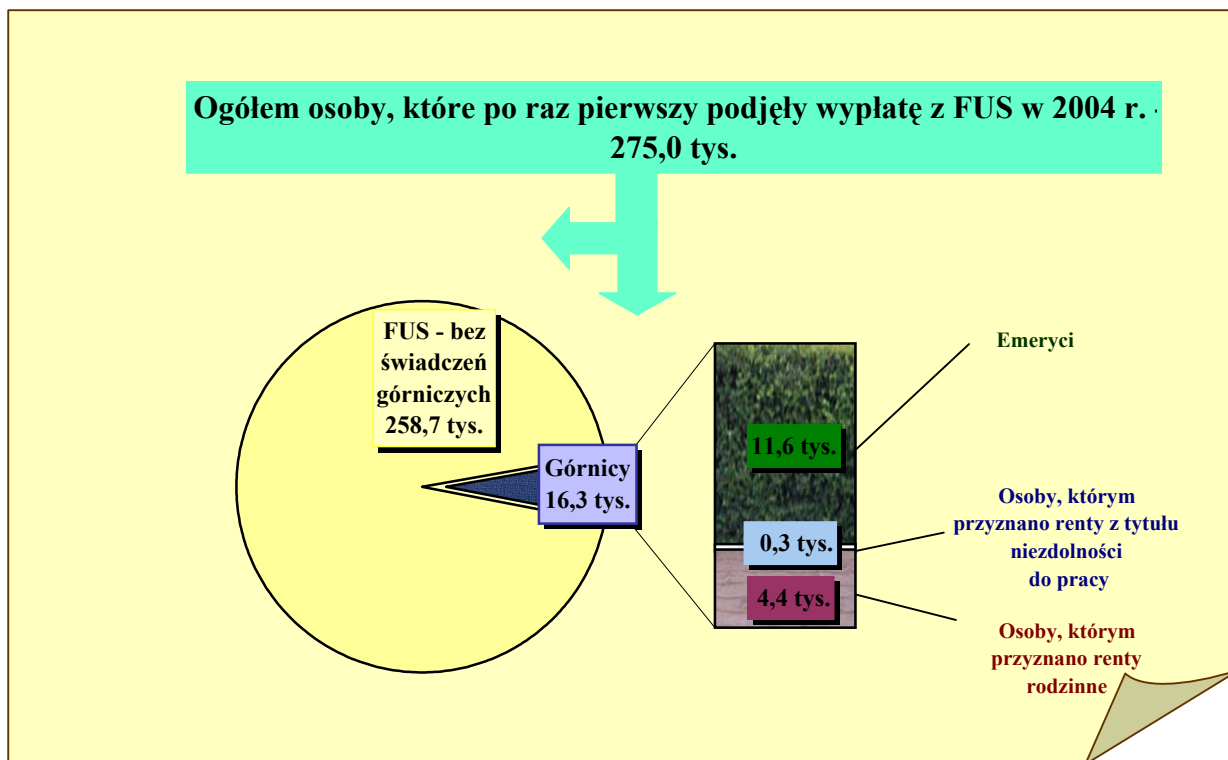 Ogółem osoby, które po raz pierwszy podjęły wypłatę z FUS w 2004 r. -
275,0 tys.
FUS - bez
świadczeń
górniczych
258,7 tys.
Górnicy
16,3 tys.
11,6 tys.
0,3 tys.
4,4 tys.
Emeryci
Osoby, którym
przyznano renty z tytułu
niezdolności
do pracy
Osoby, którym
przyznano renty
rodzinne